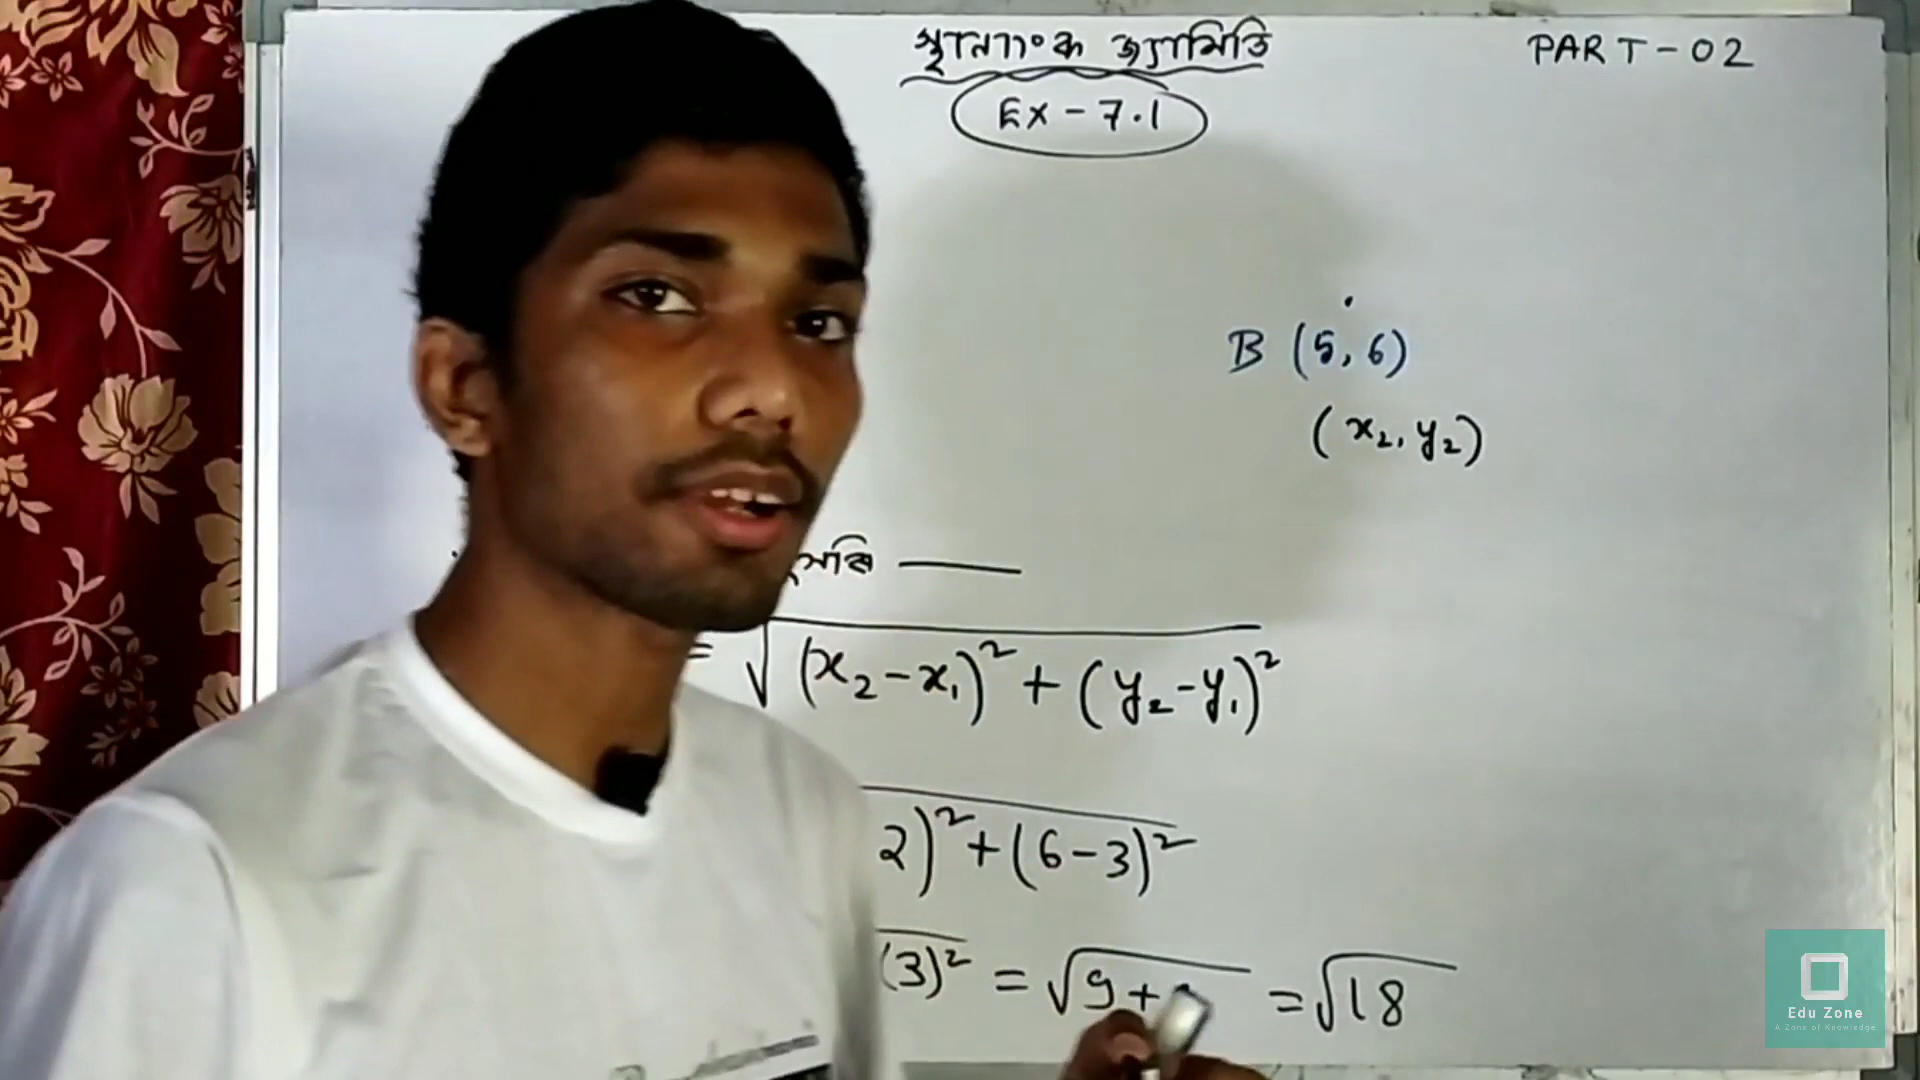 স্থানাংক জ্যামিতি
PART-02
Ex-7.1
B (5, 6)
(x₂, y₂)
= √(x₂-x₁)² + (y₂-y₁)²
2)² + (6-3)²
(3)² = √9+ = √18
Edu Zone
A Zone of Knowledge